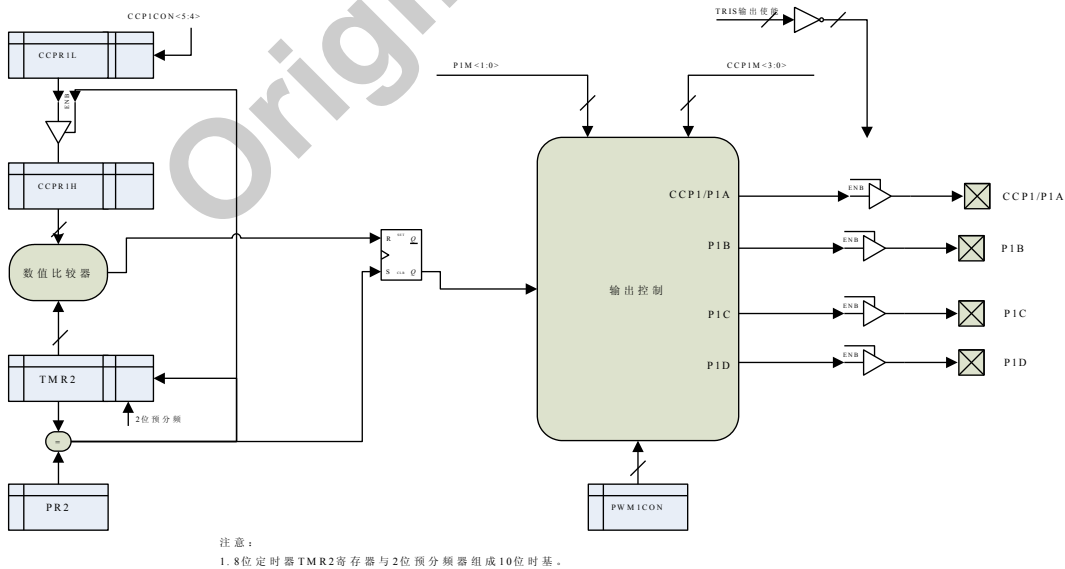 CCP1CON<5:4>
CCPR1L
ENB
CCPR1H
数值比较器
TMR2
2位预分频
=
PR2
R SET Q
S CLR Q
P1M<1:0>
CCP1M<3:0>
TRIS输出使能
输出控制
CCP1/P1A
P1B
P1C
P1D
PWM1CON
ENB
ENB
ENB
ENB
CCP1/P1A
P1B
P1C
P1D
注意：
1. 8位定时器TMR2寄存器与2位预分频器组成10位时基。
Orig